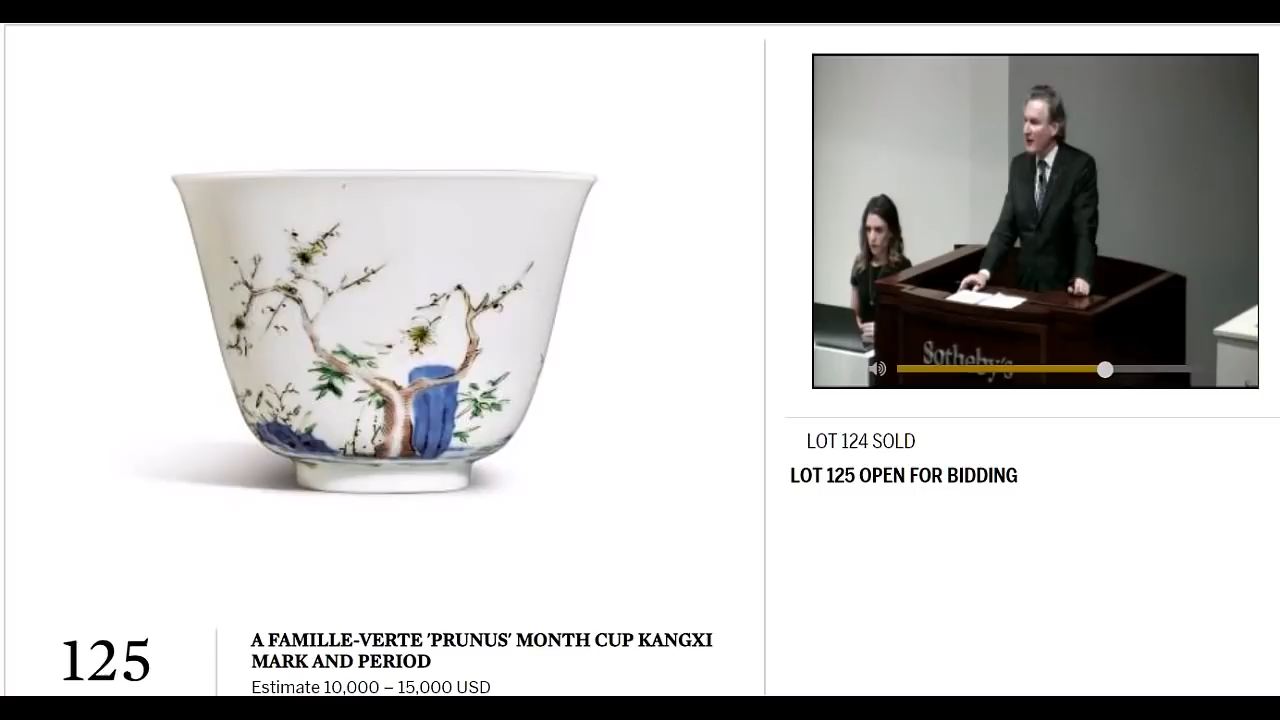 Sotheby's
LOT 124 SOLD
LOT 125 OPEN FOR BIDDING
125
A FAMILLE-VERTE 'PRUNUS' MONTH CUP KANGXI
MARK AND PERIOD
Estimate 10,000 – 15,000 USD